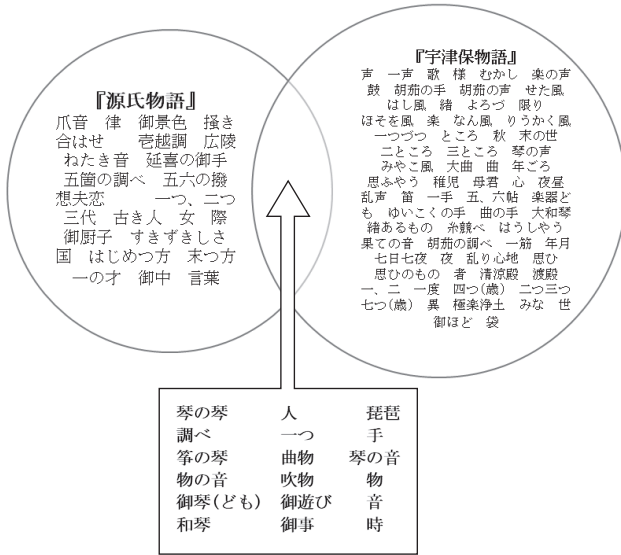 『源氏物語』
爪音 律 御景色 掻き
合はせ 壱越調 広陵
ねたき音 延喜の御手
五箇の調べ 五六の撥
想夫恋 一つ、二つ
三代 古き人 女 際
御厨子 すきずきしさ
国 はじめつ方 末つ方
一の才 御中 言葉
『宇津保物語』
声 一声 歌 様 むかし 楽の声
鼓 胡茄の手 胡茄の声 せた風
はし風 緒 よろづ 限り
ほそを風 楽 なん風 りうかく風
一つづつ ところ 秋 末の世
二ところ 三ところ 琴の声
みやこ風 大曲 曲 年ごろ
思ふやう 稚児 母君 心 夜昼
乱声 笛 一手 五、六帖 楽器ど
も ゆいこくの手 曲の手 大和琴
緒あるもの 糸競べ はうしやう
果ての音 胡茄の調べ 一筋 年月
七日七夜 夜 乱り心地 思ひ
思ひのもの 者 清涼殿 渡殿
一、二 一度 四つ(歳) 二つ三つ
七つ(歳) 異 極楽浄土 みな 世
御ほど 袋
琴の琴 人 琵琶
調べ 一つ 手
箏の琴 曲物 琴の音
物の音 吹物 物
御琴(ども) 御遊び 音
和琴 御事 時